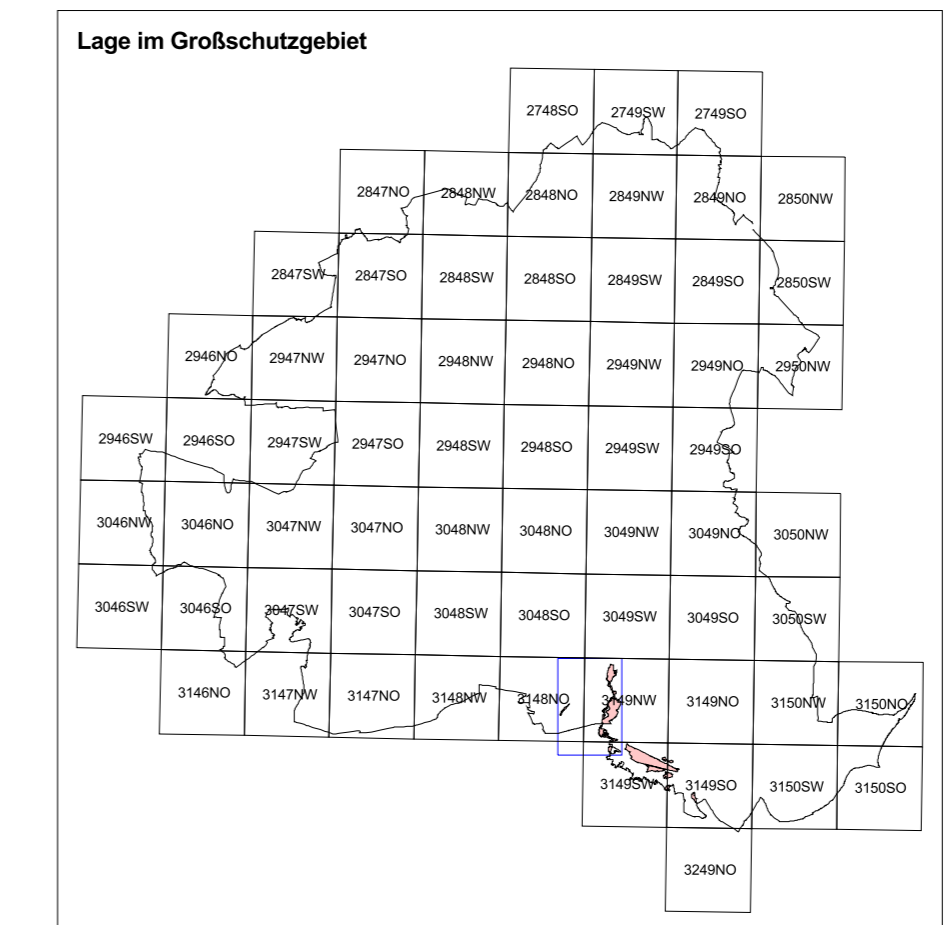 Lage im Großschutzgebiet
2748SO 2749SW 2749SO
2847NO 2848NW 2848NO 2849NW 2849NO 2850NW
2847SW 2847SO 2848SW 2848SO 2849SW 2849SO 2850SW
2946NO 2947NW 2947NO 2948NW 2948NO 2949NW 2949NO 2950NW
2946SW 2946SO 2947SW 2947SO 2948SW 2948SO 2949SW 2949SO
3046NW 3046NO 3047NW 3047NO 3048NW 3048NO 3049NW 3049NO 3050NW
3046SW 3046SO 3047SW 3047SO 3048SW 3048SO 3049SW 3049SO 3050SW
3146NO 3147NW 3147NO 3148NW 3148NO 3149NW 3149NO 3150NW 3150NO
3149SW 3149SO 3150SW 3150SO
3249NO